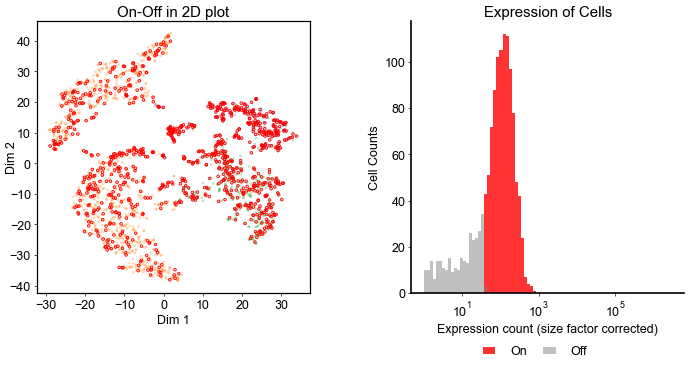 On-Off in 2D plot
Dim 2
40
30
20
10
0
−10
−20
−30
−40
−30 −20 −10 0 10 20 30
Dim 1
Expression of Cells
Cell Counts
100
80
60
40
20
0
10^1 10^3 10^5
Expression count (size factor corrected)
On Off